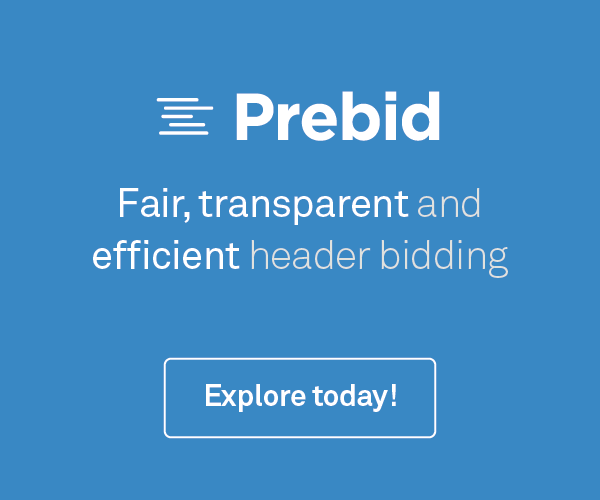 Prebid
Fair, transparent and
efficient header bidding
Explore today!